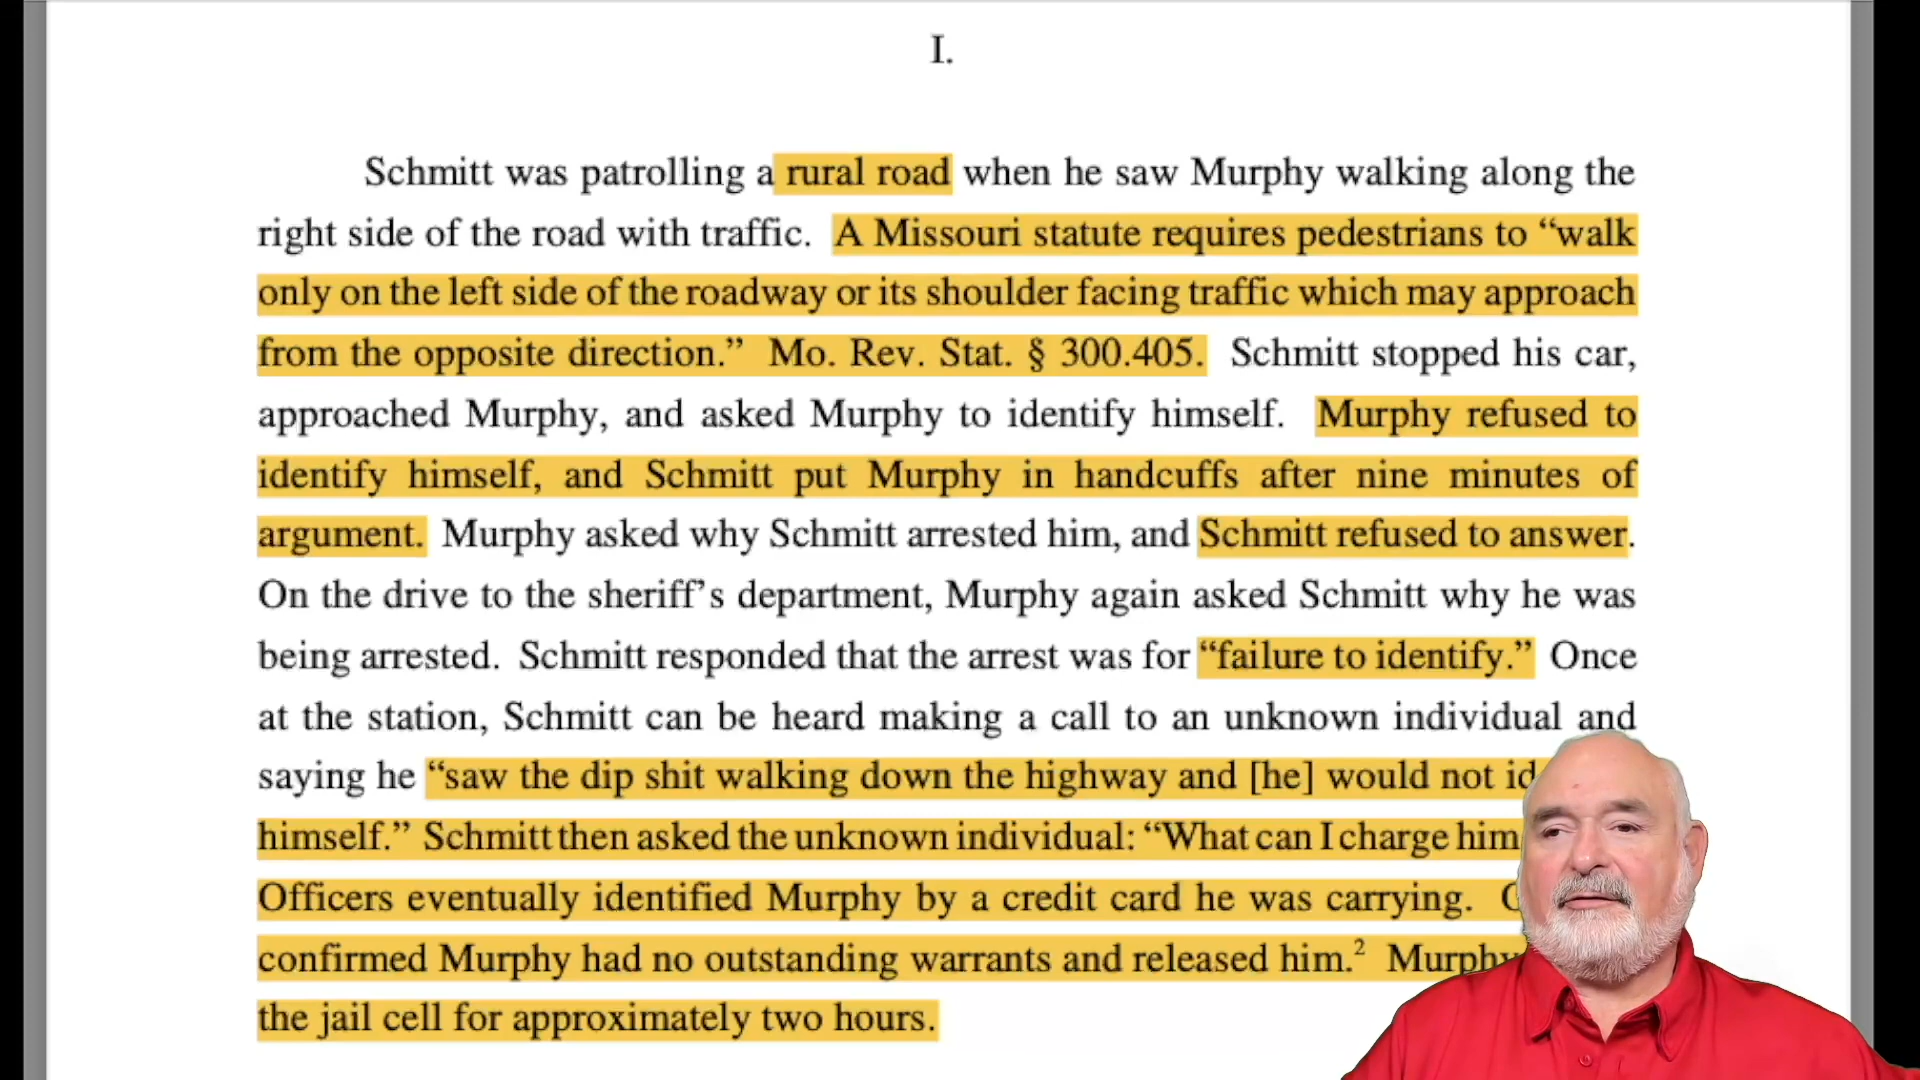 I.
Schmitt was patrolling a rural road when he saw Murphy walking along the
right side of the road with traffic. A Missouri statute requires pedestrians to “walk
only on the left side of the roadway or its shoulder facing traffic which may approach
from the opposite direction.” Mo. Rev. Stat. § 300.405. Schmitt stopped his car,
approached Murphy, and asked Murphy to identify himself. Murphy refused to
identify himself, and Schmitt put Murphy in handcuffs after nine minutes of
argument. Murphy asked why Schmitt arrested him, and Schmitt refused to answer.
On the drive to the sheriff’s department, Murphy again asked Schmitt why he was
being arrested. Schmitt responded that the arrest was for “failure to identify.” Once
at the station, Schmitt can be heard making a call to an unknown individual and
saying he “saw the dip shit walking down the highway and [he] would not
himself.” Schmitt then asked the unknown individual: “What can I charge him
Officers eventually identified Murphy by a credit card he was carrying.
confirmed Murphy had no outstanding warrants and released him.² Murphy
the jail cell for approximately two hours.